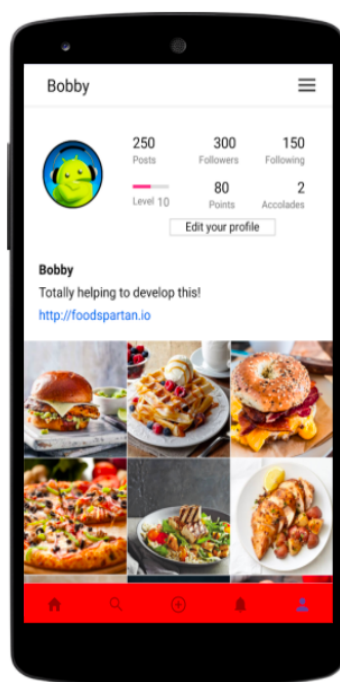 Bobby
250 300 150
Posts Followers Following
80 2
Level 10 Points Accolades
Edit your profile
Bobby
Totally helping to develop this!
http://foodspartan.io